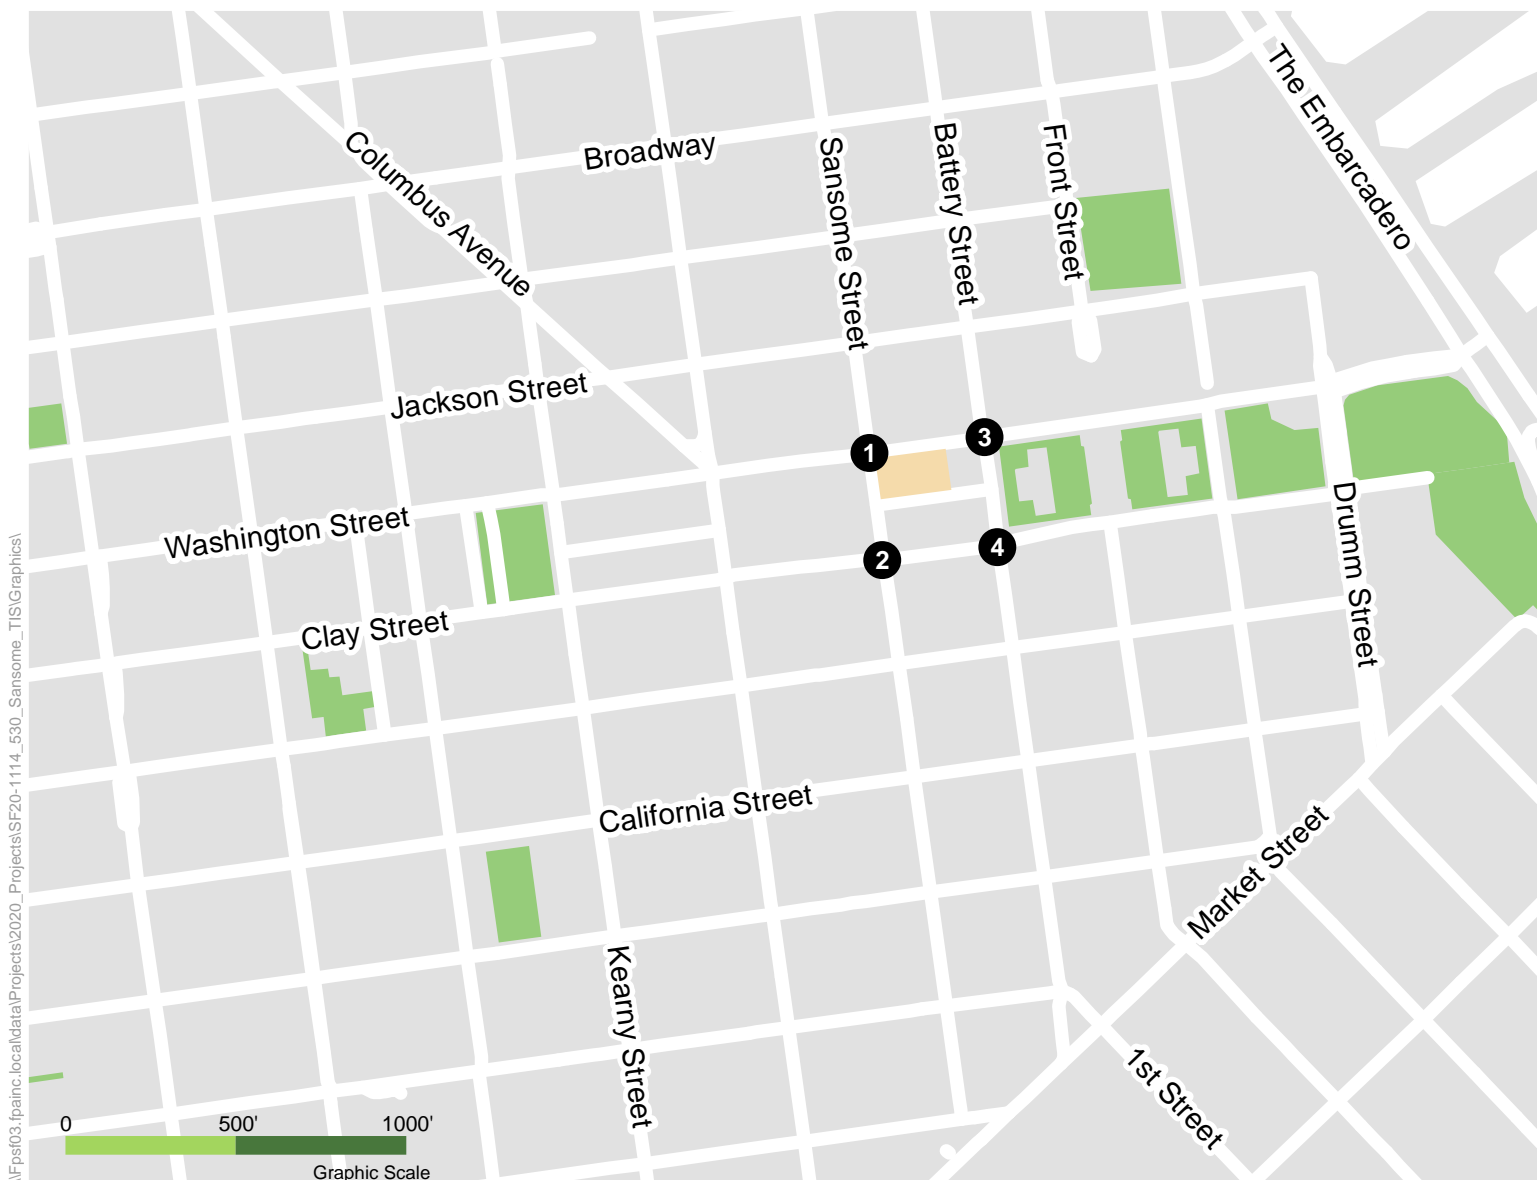 The Embarcadero
Broadway
Columbus Avenue
Sansome Street
Battery Street
Front Street
Jackson Street
1
3
Washington Street
2
4
Drumm Street
Clay Street
California Street
Market Street
Kearny Street
1st Street
0 500' 1000'
Graphic Scale
\Fpsf03.fpainc.local\data\Projects\2020_Projects\SF20-1114_530_Sansome_TIS\Graphics\